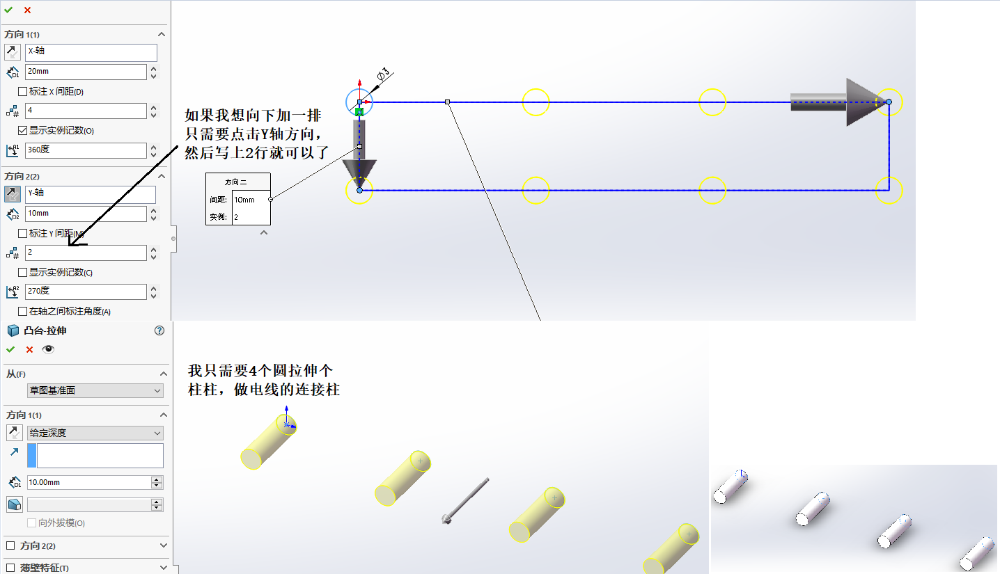 方向 1(1)
X-轴
D1
20mm
标注 X 间距(D)
#
4
显示实例记数(O)
A1
360度
方向 2(2)
Y-轴
D2
10mm
标注 Y 间距(M)
#
2
显示实例记数(C)
A2
270度
在轴之间标注角度(A)
如果我想向下加一排
只需要点击Y轴方向，
然后写上2行就可以了
∅3
方向二
间距: 10mm
实例: 2
凸台-拉伸
?
从(F)
草图基准面
方向 1(1)
给定深度
D1
10.00mm
向外拔模(O)
方向 2(2)
薄壁特征(T)
我只需要4个圆拉伸个
柱柱，做电线的连接柱